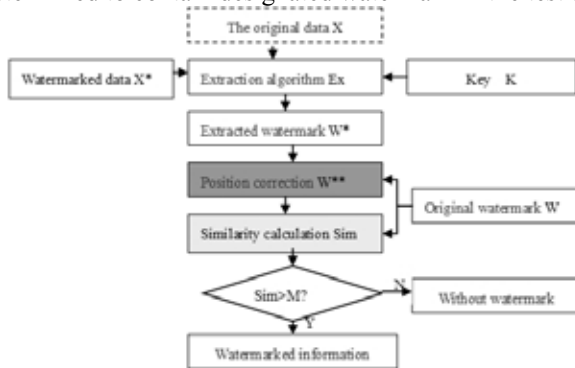 The original data X
Watermarked data X*
Extraction algorithm Ex
Key K
Extracted watermark W*
Position correction W**
Original watermark W
Similarity calculation Sim
Sim>M?
N
Without watermark
Y
Watermarked information